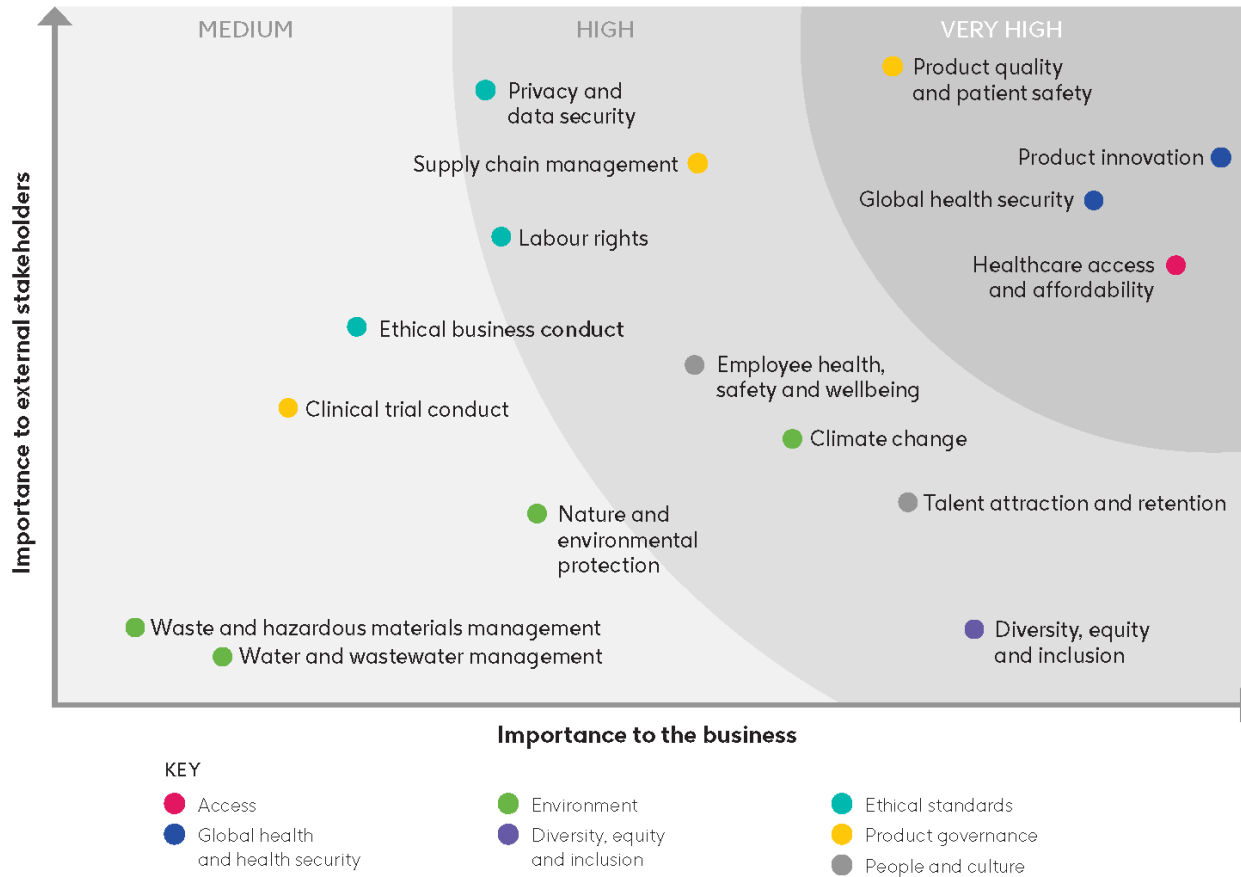 MEDIUM
HIGH
VERY HIGH
Product quality
and patient safety
Privacy and
data security
Supply chain management
Product innovation
Global health security
Labour rights
Healthcare access
and affordability
Ethical business conduct
Employee health,
safety and wellbeing
Clinical trial conduct
Climate change
Talent attraction and retention
Nature and
environmental
protection
Waste and hazardous materials management
Water and wastewater management
Diversity, equity
and inclusion
Importance to external stakeholders
Importance to the business
KEY
Access
Global health
and health security
Environment
Diversity, equity
and inclusion
Ethical standards
Product governance
People and culture